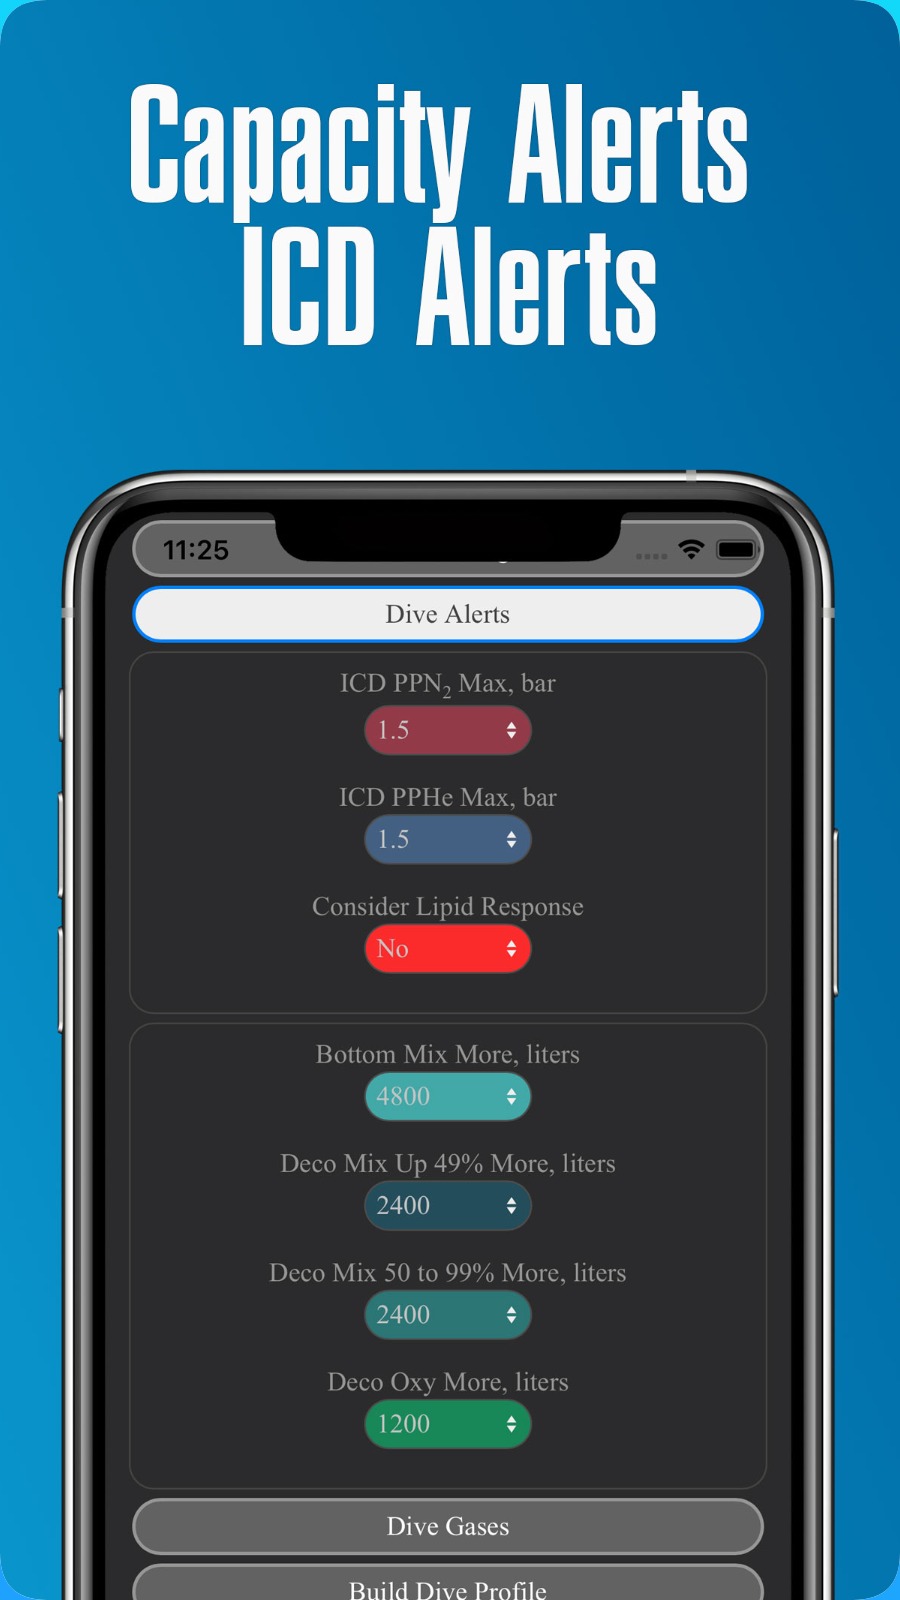 Capacity Alerts
ICD Alerts
11:25
Dive Alerts
ICD PPN₂ Max, bar
1.5
ICD PPHe Max, bar
1.5
Consider Lipid Response
No
Bottom Mix More, liters
4800
Deco Mix Up 49% More, liters
2400
Deco Mix 50 to 99% More, liters
2400
Deco Oxy More, liters
1200
Dive Gases
Build Dive Profile